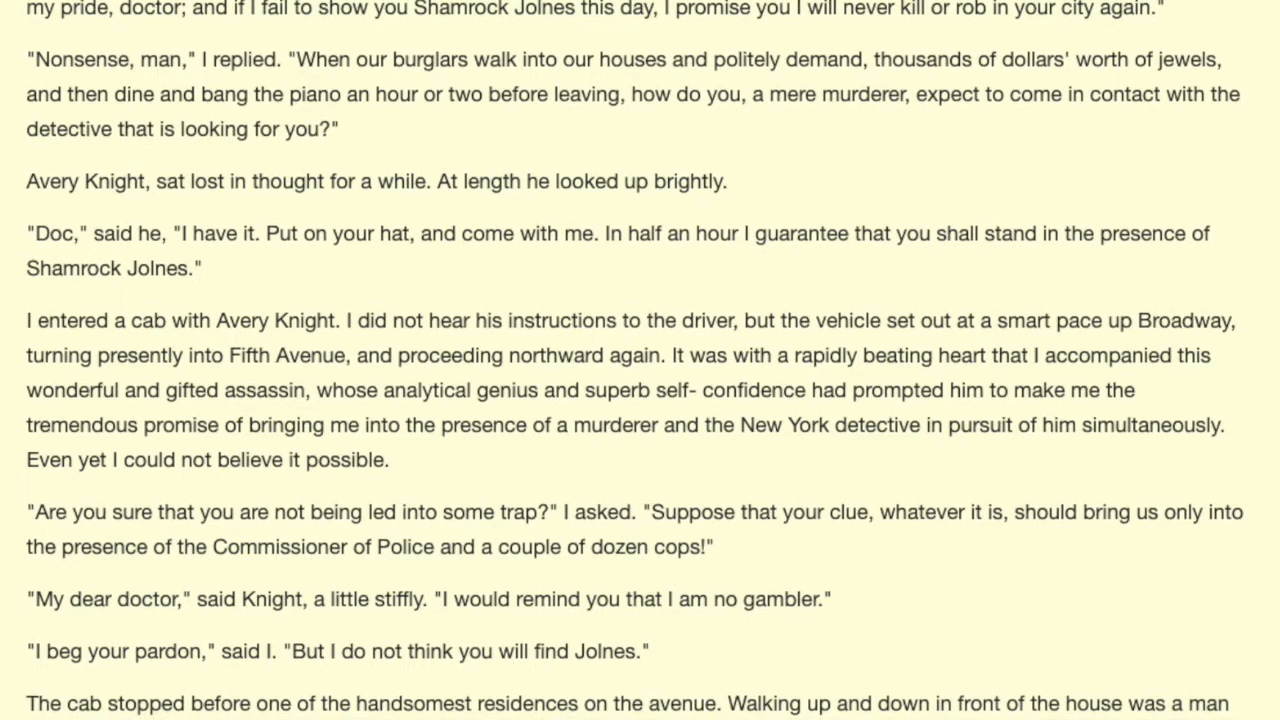 my pride, doctor; and if I fail to show you Shamrock Jolnes this day, I promise you I will never kill or rob in your city again."
"Nonsense, man," I replied. "When our burglars walk into our houses and politely demand, thousands of dollars' worth of jewels,
and then dine and bang the piano an hour or two before leaving, how do you, a mere murderer, expect to come in contact with the
detective that is looking for you?"
Avery Knight, sat lost in thought for a while. At length he looked up brightly.
"Doc," said he, "I have it. Put on your hat, and come with me. In half an hour I guarantee that you shall stand in the presence of
Shamrock Jolnes."
I entered a cab with Avery Knight. I did not hear his instructions to the driver, but the vehicle set out at a smart pace up Broadway,
turning presently into Fifth Avenue, and proceeding northward again. It was with a rapidly beating heart that I accompanied this
wonderful and gifted assassin, whose analytical genius and superb self- confidence had prompted him to make me the
tremendous promise of bringing me into the presence of a murderer and the New York detective in pursuit of him simultaneously.
Even yet I could not believe it possible.
"Are you sure that you are not being led into some trap?" I asked. "Suppose that your clue, whatever it is, should bring us only into
the presence of the Commissioner of Police and a couple of dozen cops!"
"My dear doctor," said Knight, a little stiffly. "I would remind you that I am no gambler."
"I beg your pardon," said I. "But I do not think you will find Jolnes."
The cab stopped before one of the handsomest residences on the avenue. Walking up and down in front of the house was a man